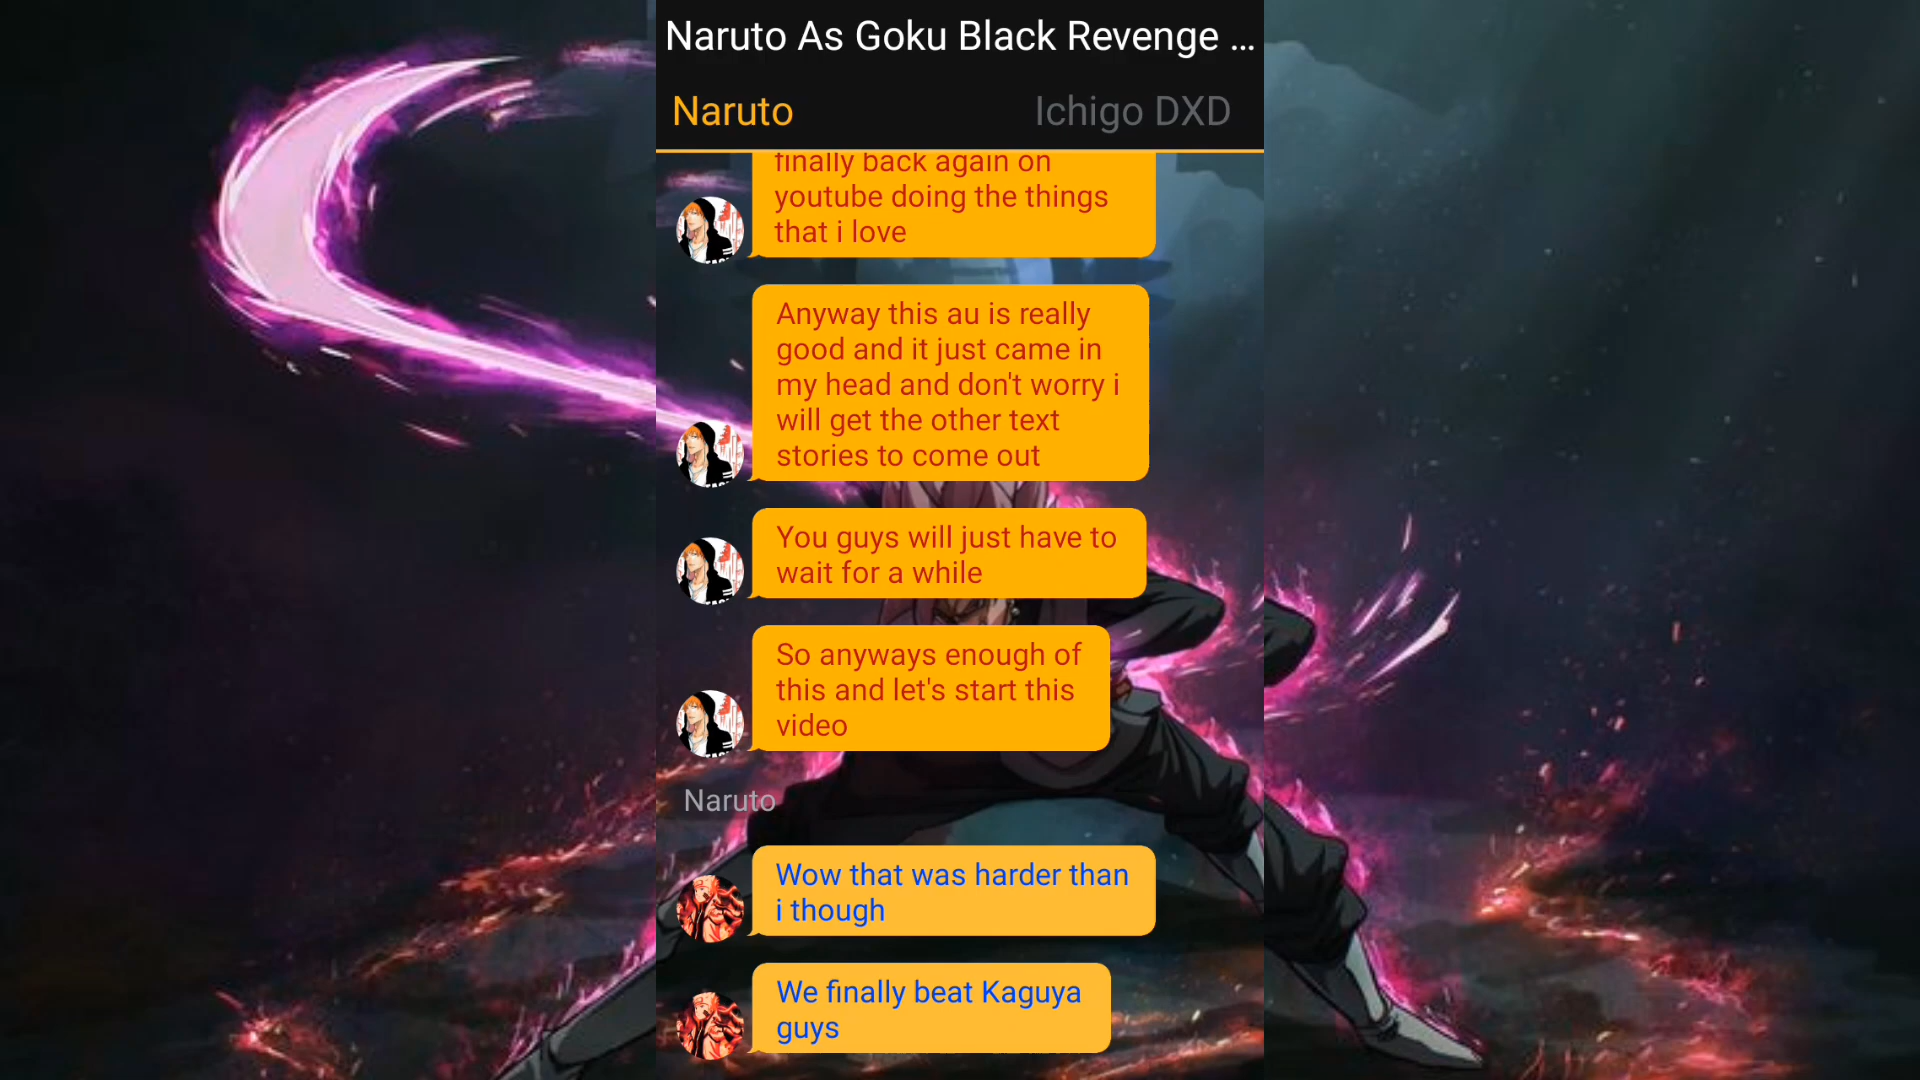 Naruto As Goku Black Revenge ...
Naruto
Ichigo DXD
finally back again on
youtube doing the things
that i love
Anyway this au is really
good and it just came in
my head and don't worry i
will get the other text
stories to come out
You guys will just have to
wait for a while
So anyways enough of
this and let's start this
video
Naruto
Wow that was harder than
i though
We finally beat Kaguya
guys